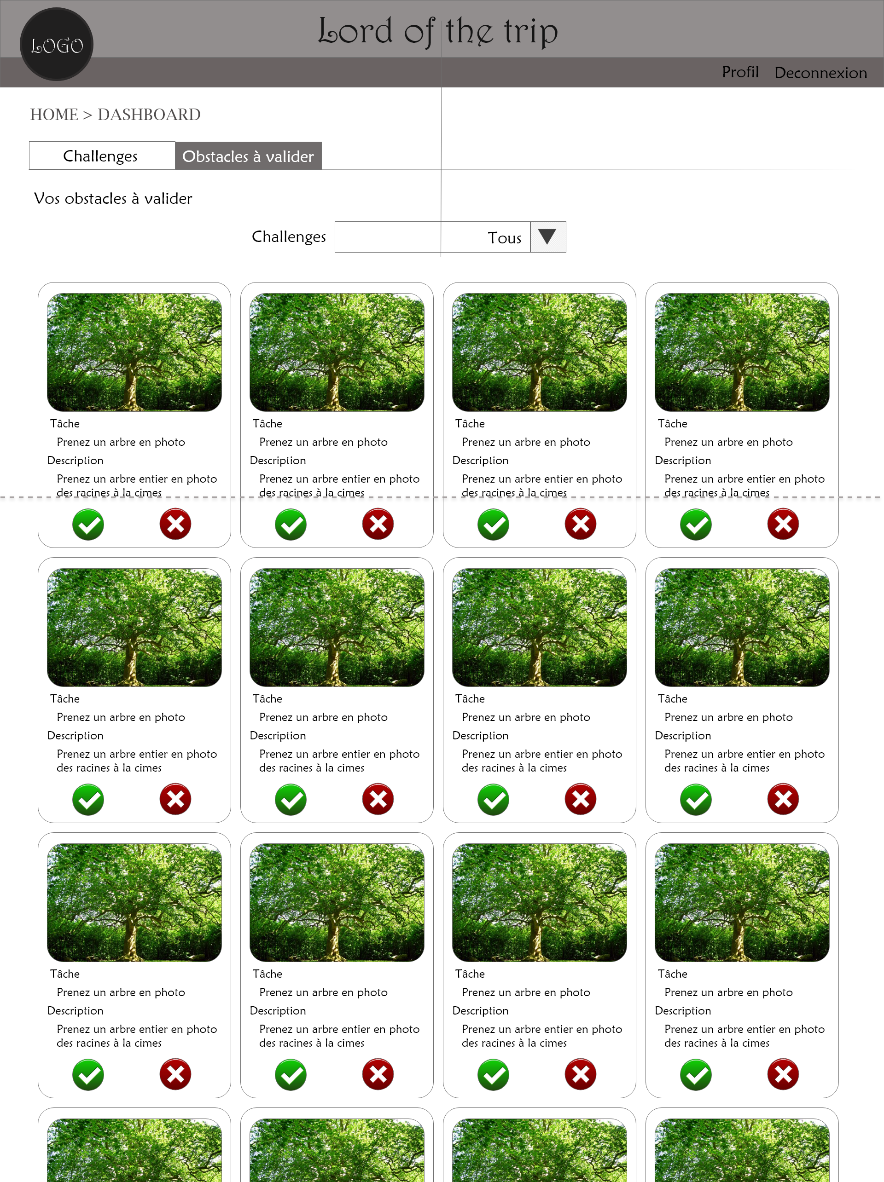 Lord of the trip
LOGO
Profil Deconnexion
HOME > DASHBOARD
Challenges Obstacles à valider
Vos obstacles à valider
Challenges Tous
Tâche Tâche Tâche Tâche
Prenez un arbre en photo Prenez un arbre en photo Prenez un arbre en photo Prenez un arbre en photo
Description Description Description Description
Prenez un arbre entier en photo Prenez un arbre entier en photo Prenez un arbre entier en photo Prenez un arbre entier en photo
des racines à la cimes des racines à la cimes des racines à la cimes des racines à la cimes
Tâche Tâche Tâche Tâche
Prenez un arbre en photo Prenez un arbre en photo Prenez un arbre en photo Prenez un arbre en photo
Description Description Description Description
Prenez un arbre entier en photo Prenez un arbre entier en photo Prenez un arbre entier en photo Prenez un arbre entier en photo
des racines à la cimes des racines à la cimes des racines à la cimes des racines à la cimes
Tâche Tâche Tâche Tâche
Prenez un arbre en photo Prenez un arbre en photo Prenez un arbre en photo Prenez un arbre en photo
Description Description Description Description
Prenez un arbre entier en photo Prenez un arbre entier en photo Prenez un arbre entier en photo Prenez un arbre entier en photo
des racines à la cimes des racines à la cimes des racines à la cimes des racines à la cimes